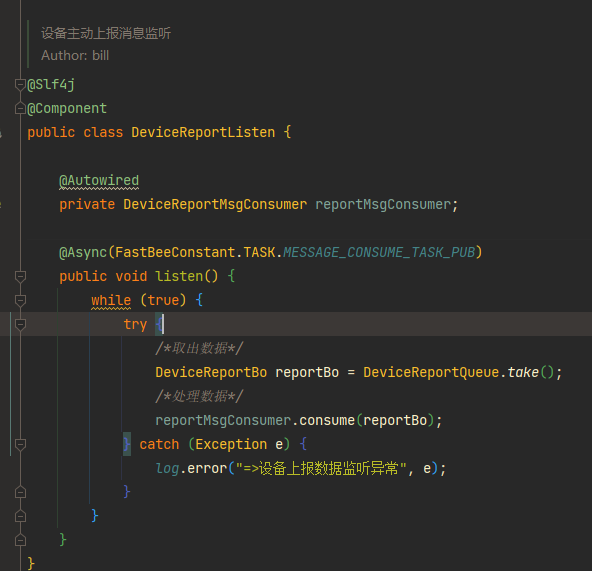 设备主动上报消息监听
Author: bill
@Slf4j
@Component
public class DeviceReportListen {
@Autowired
private DeviceReportMsgConsumer reportMsgConsumer;
@Async(FastBeeConstant.TASK.MESSAGE_CONSUME_TASK_PUB)
public void listen() {
while (true) {
try {
/*取出数据*/
DeviceReportBo reportBo = DeviceReportQueue.take();
/*处理数据*/
reportMsgConsumer.consume(reportBo);
} catch (Exception e) {
log.error("=>设备上报数据监听异常", e);
}
}
}
}